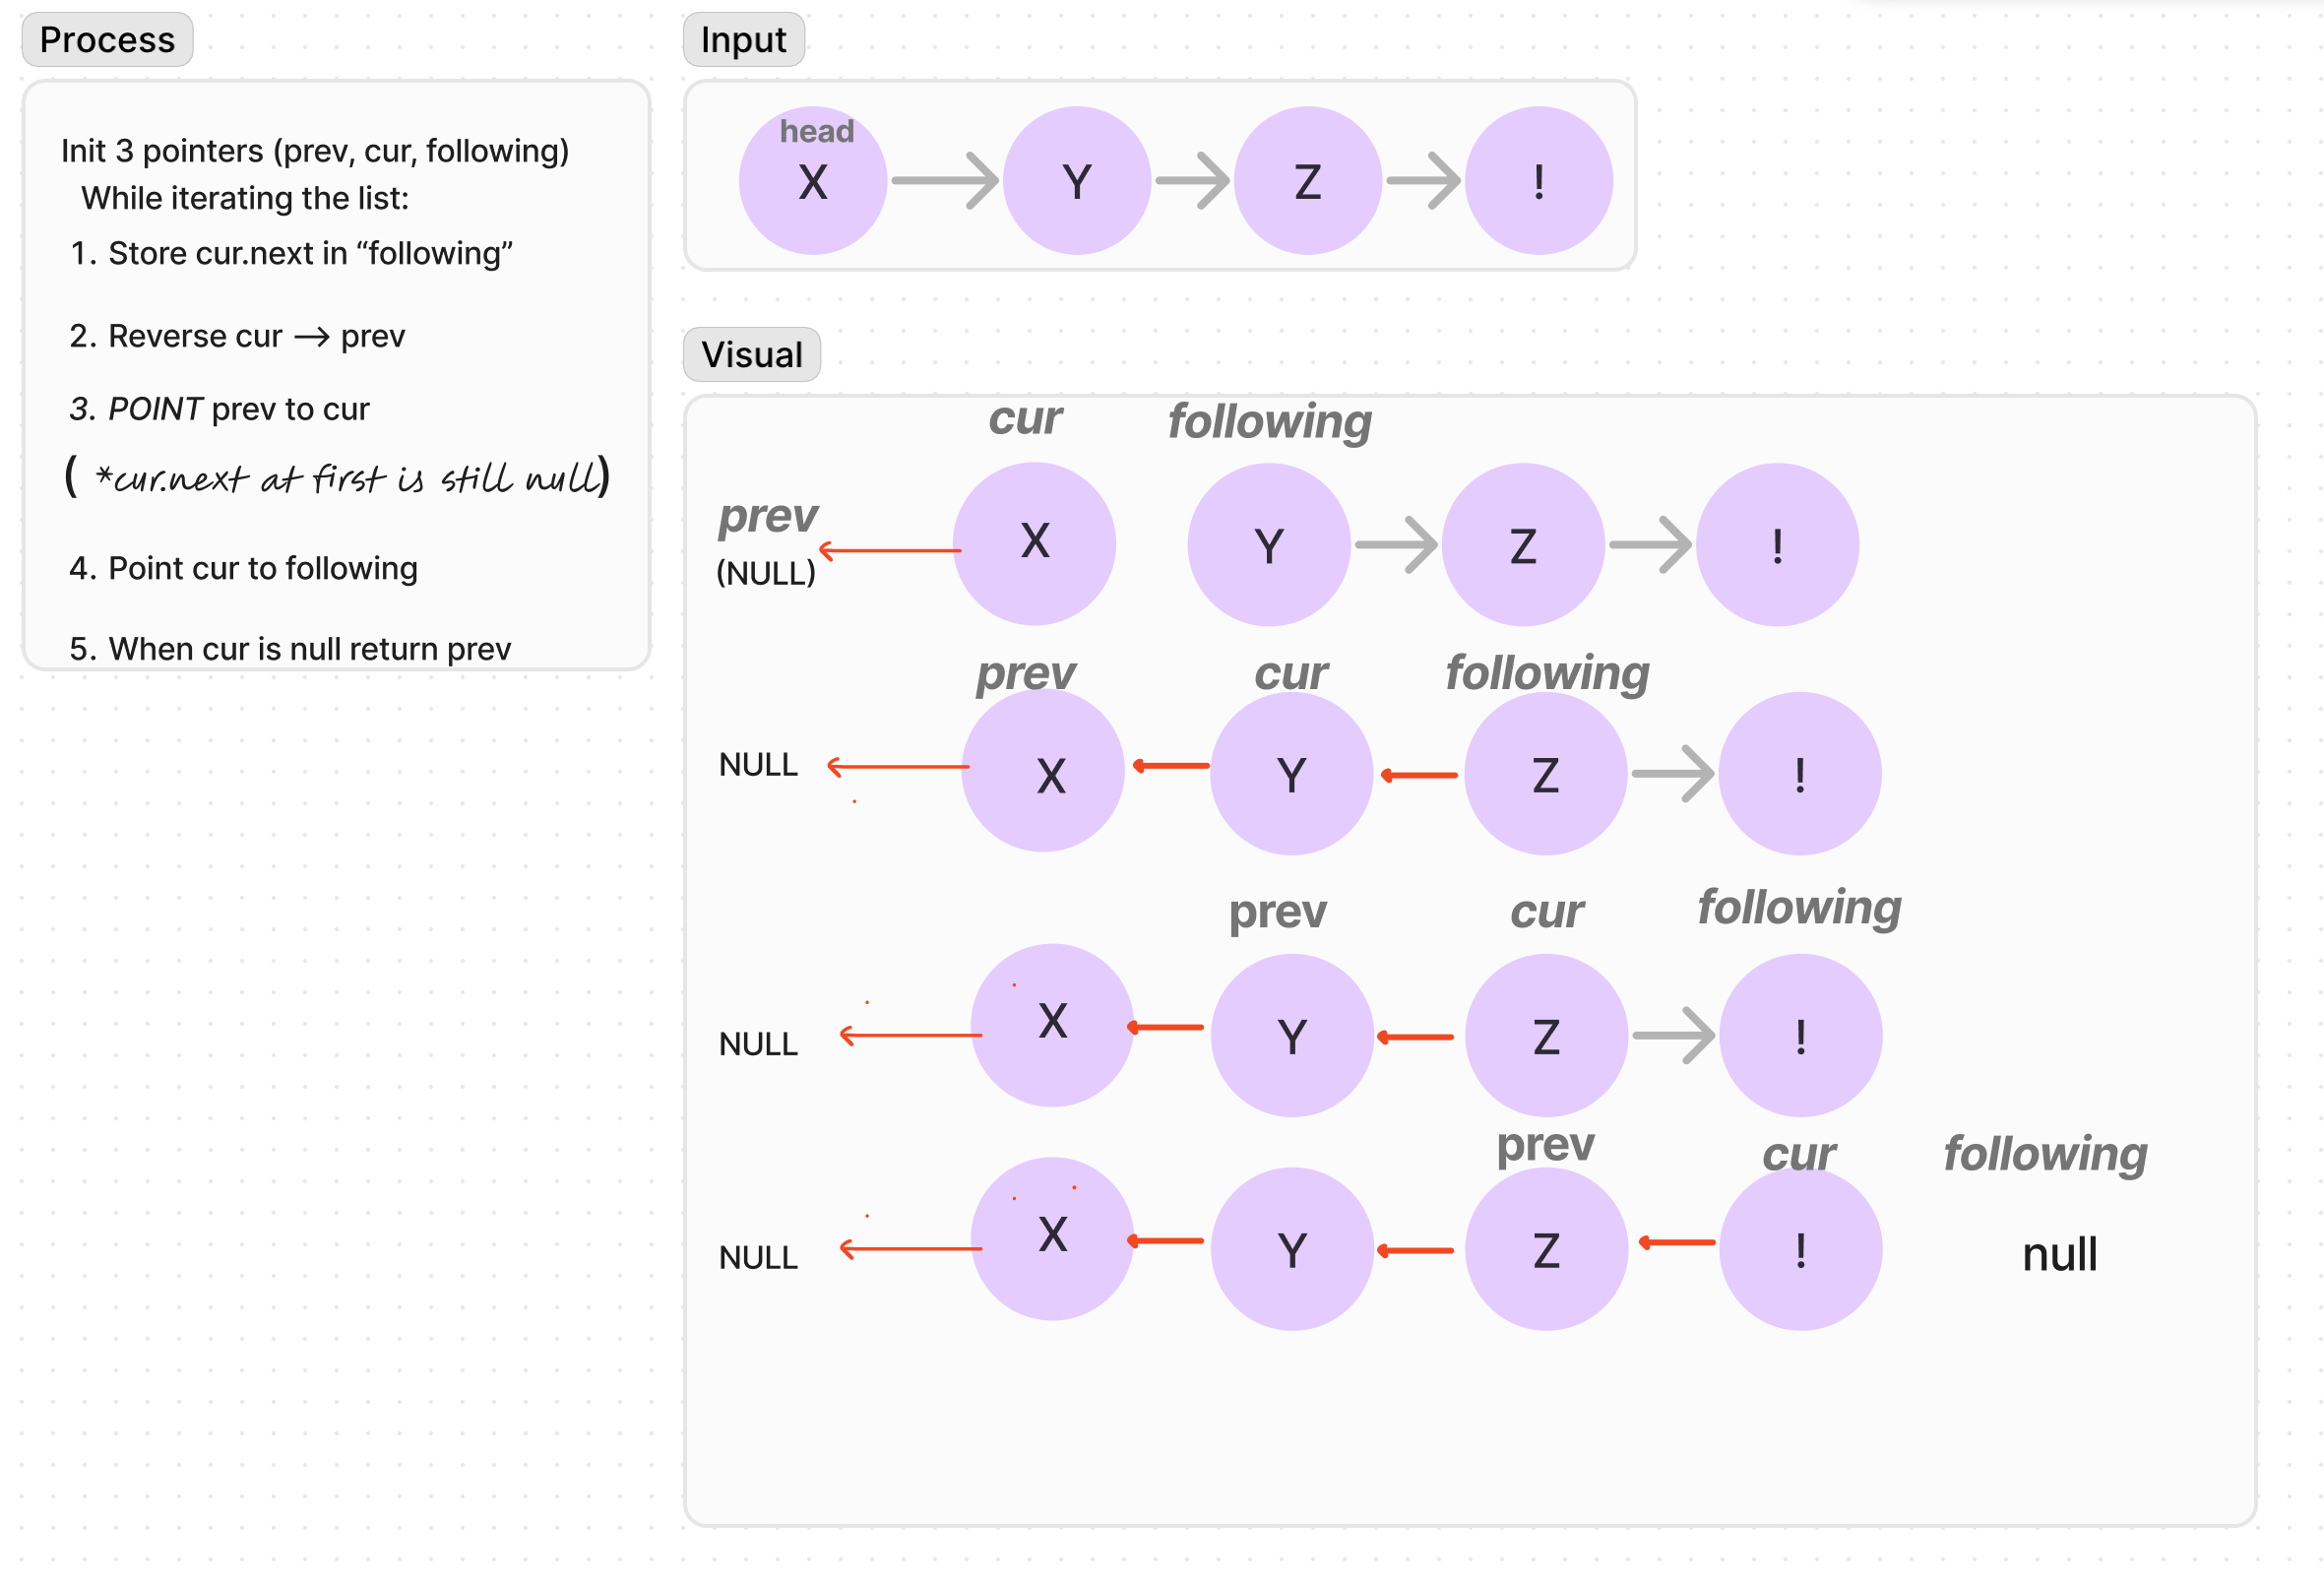 Process
Init 3 pointers (prev, cur, following)
While iterating the list:
1. Store cur.next in “following”
2. Reverse cur → prev
3. POINT prev to cur
( *cur.next at first is still null)
4. Point cur to following
5. When cur is null return prev
Input
head
X Y Z !
Visual
cur following
prev
X Y Z !
(NULL)
prev cur following
NULL X Y Z !
prev cur following
NULL X Y Z !
prev cur following
NULL X Y Z ! null